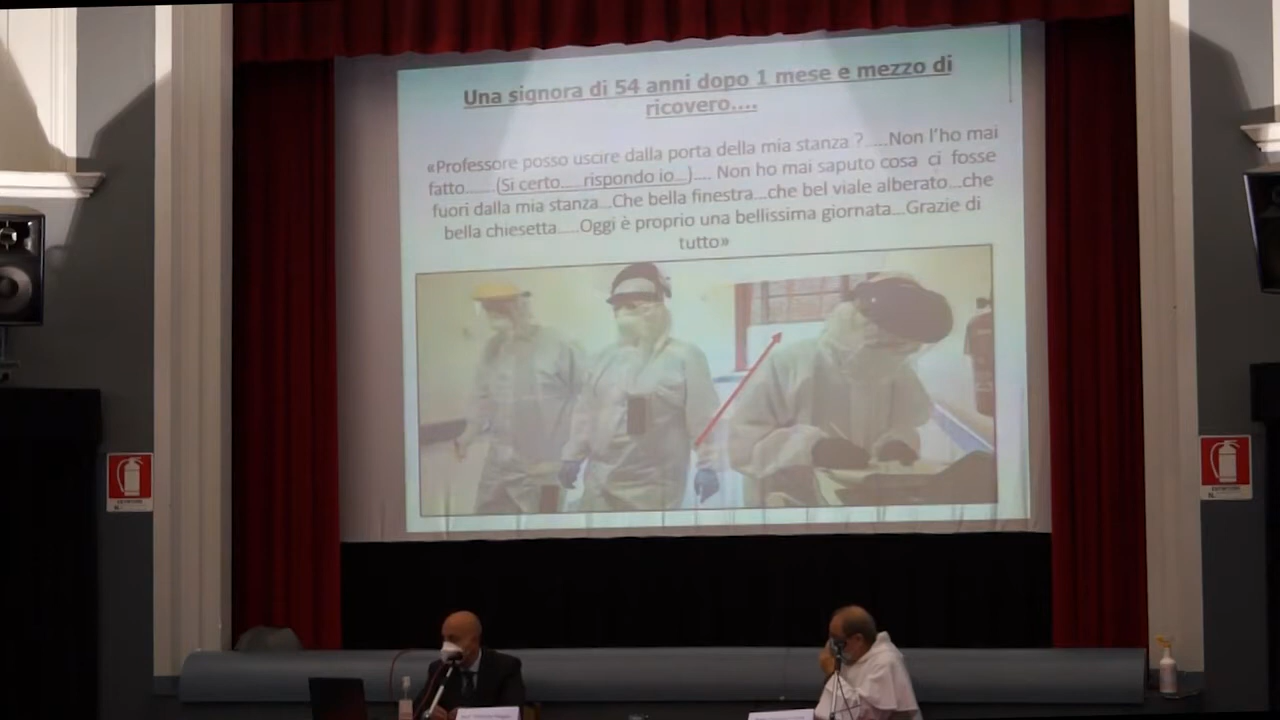 Una signora di 54 anni dopo 1 mese e mezzo di
ricovero....
«Professore posso uscire dalla porta della mia stanza ?.....Non l'ho mai
fatto......(Si certo.....rispondo io...).... Non ho mai saputo cosa ci fosse
fuori dalla mia stanza...Che bella finestra...che bel viale alberato...che
bella chiesetta.....Oggi è proprio una bellissima giornata...Grazie di
tutto»
ESTINTORE
N.